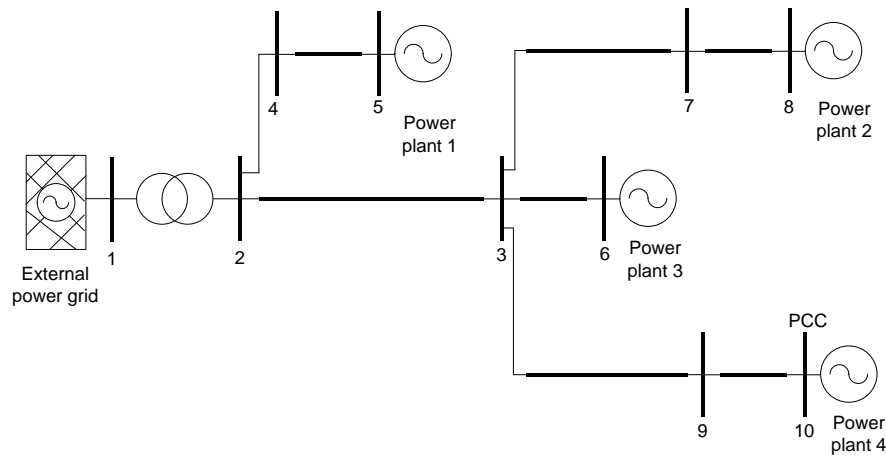 4
5
Power
plant 1
7
8
Power
plant 2
1
2
3
6
Power
plant 3
External
power grid
PCC
9
10
Power
plant 4